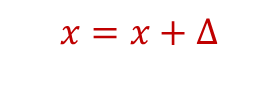 x = x + Δ